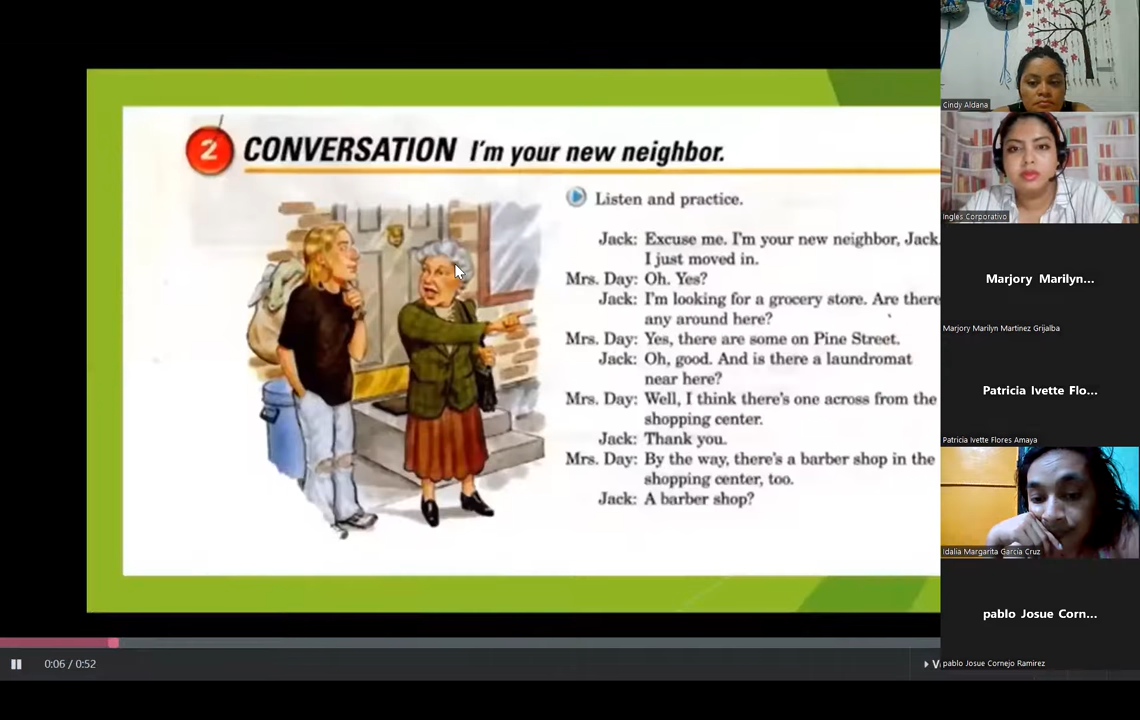 2 CONVERSATION I'm your new neighbor.
Listen and practice.
Jack: Excuse me. I'm your new neighbor, Jack.
I just moved in.
Mrs. Day: Oh. Yes?
Jack: I'm looking for a grocery store. Are there
any around here?
Mrs. Day: Yes, there are some on Pine Street.
Jack: Oh, good. And is there a laundromat
near here?
Mrs. Day: Well, I think there's one across from the
shopping center.
Jack: Thank you.
Mrs. Day: By the way, there's a barber shop in the
shopping center, too.
Jack: A barber shop?
0:06 / 0:52
Cindy Aldana
Ingles Corporativo
Marjory Marilyn...
Marjory Marilyn Martinez Grijalba
Patricia Ivette Flo...
Patricia Ivette Flores Amaya
Idalia Margarita Garcia Cruz
pablo Josue Corn...
pablo Josue Cornejo Ramirez